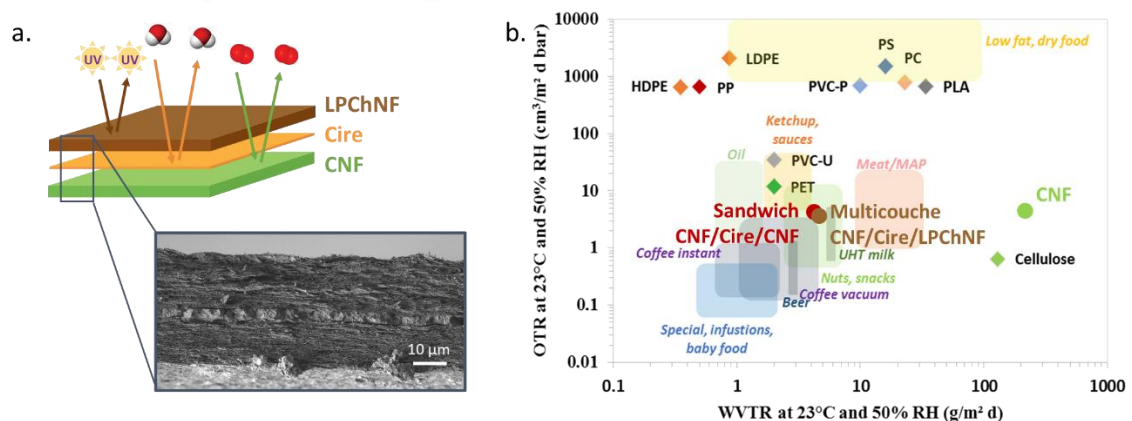 a.
UV
UV
LPChNF
Cire
CNF
10 µm
b.
OTR at 23°C and 50% RH (cm³/m² d bar)
10000
1000
100
10
1
0.1
0.01
0.1
1
10
100
1000
WVTR at 23°C and 50% RH (g/m² d)
Low fat, dry food
LDPE
PS
PC
HDPE
PP
PVC-P
PLA
Ketchup,
sauces
Oil
PVC-U
Meat/MAP
PET
CNF
Sandwich
CNF/Cire/CNF
Multicouche
CNF/Cire/LPChNF
Coffee instant
UHT milk
Cellulose
Nuts, snacks
Coffee vacuum
Beer
Special, infustions,
baby food